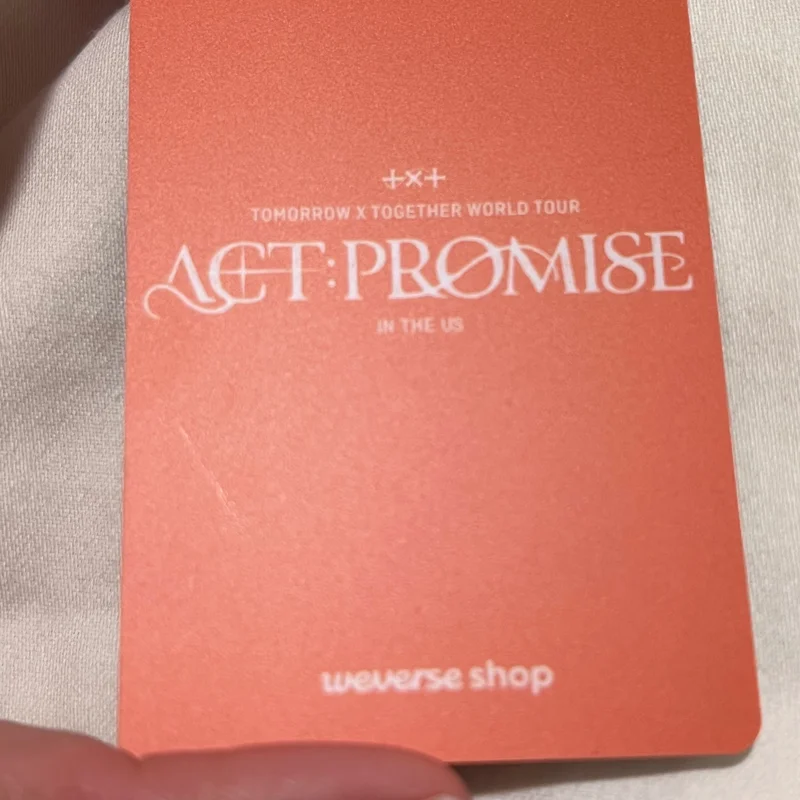 +×+
TOMORROW X TOGETHER WORLD TOUR
ACT:PROMISE
IN THE US
weverse shop